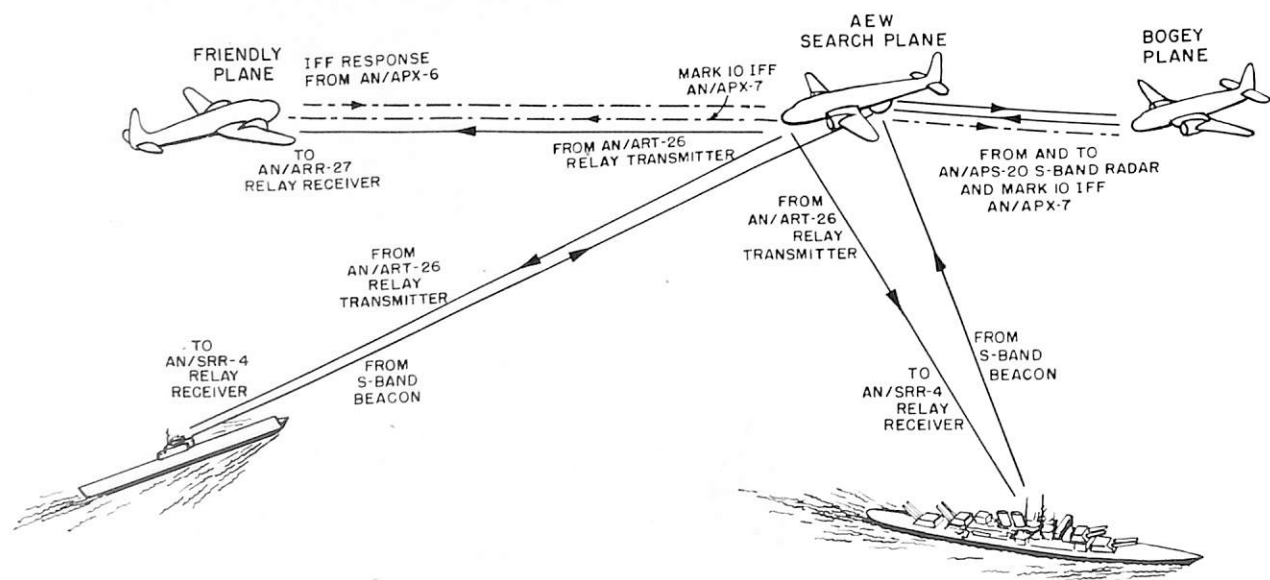 FRIENDLY
PLANE
IFF RESPONSE
FROM AN/APX-6
MARK 10 IFF
AN/APX-7
AEW
SEARCH PLANE
BOGEY
PLANE
TO
AN/ARR-27
RELAY RECEIVER
FROM AN/ART-26
RELAY TRANSMITTER
FROM AND TO
AN/APS-20 S-BAND RADAR
AND MARK 10 IFF
AN/APX-7
FROM
AN/ART-26
RELAY
TRANSMITTER
FROM
AN/ART-26
RELAY
TRANSMITTER
TO
AN/SRR-4
RELAY
RECEIVER
FROM
S-BAND
BEACON
TO
AN/SRR-4
RELAY
RECEIVER
FROM
S-BAND
BEACON